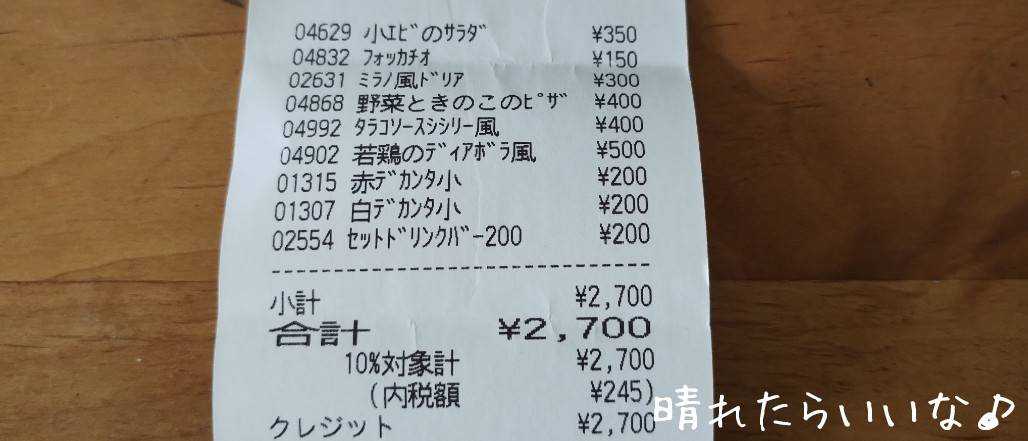 04629 小ｴﾋﾞのｻﾗﾀﾞ ¥350
04832 ﾌｫｯｶﾁｵ ¥150
02631 ﾐﾗﾉ風ﾄﾞﾘｱ ¥300
04868 野菜ときのこのﾋﾟｻﾞ ¥400
04992 ﾀﾗｺｿｰｽｼｼﾘｰ風 ¥400
04902 若鶏のﾃﾞｨｱﾎﾞﾗ風 ¥500
01315 赤ﾃﾞｶﾝﾀ小 ¥200
01307 白ﾃﾞｶﾝﾀ小 ¥200
02554 ｾｯﾄﾄﾞﾘﾝｸﾊﾞｰ200 ¥200
小計 ¥2,700
合計 ¥2,700
10%対象計 ¥2,700
(内税額 ¥245)
クレジット ¥2,700
晴れたらいいな♪